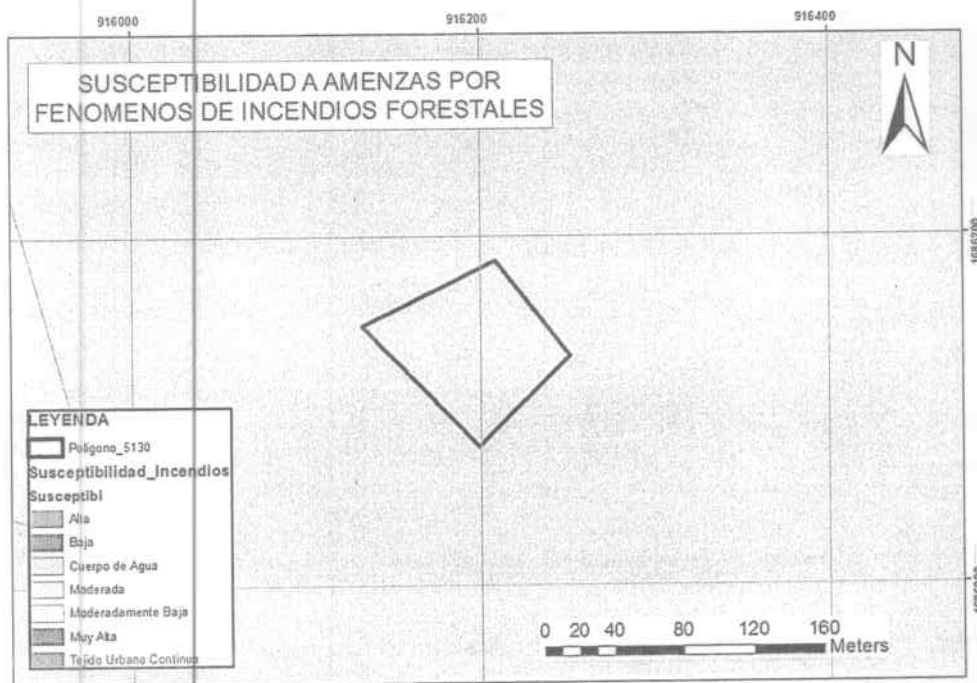 916000
916200
916400
SUSCEPTIBILIDAD A AMENZAS POR
FENOMENOS DE INCENDIOS FORESTALES
N
LEYENDA
Poligono_5130
Susceptibilidad_Incendios
Susceptibi
Alta
Baja
Cuerpo de Agua
Moderada
Moderadamente Baja
Muy Alta
Tejido Urbano Continuo
0 20 40 80 120 160
Meters